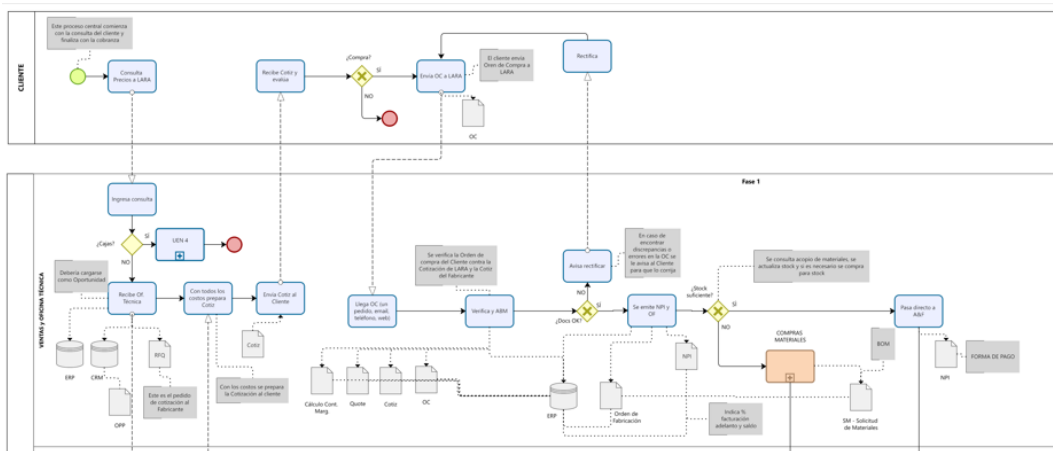 Este proceso central comienza
con la consulta del cliente y
finaliza con la cobranza
CLIENTE
Consulta
Precios a LARA
Recibe Cotiz y
evalúa
¿Compra?
SÍ
NO
Envía OC a LARA
El cliente envía
Oren de Compra a
LARA
OC
Rectifica
Fase 1
VENTAS y OFICINA TÉCNICA
Ingresa consulta
¿Cajas?
SÍ
NO
UEN 4
Debería cargarse
como Oportunidad
Recibe Of.
Técnica
Con todos los
costos prepara
Cotiz
Envía Cotiz al
Cliente
ERP
CRM
RFQ
OPP
Este es el pedido
de cotización al
Fabricante
Cotiz
Con los costos se prepara
la Cotización al cliente
Se verifica la Orden de
compra del Cliente contra la
Cotización de LARA y la Cotiz
del Fabricante
Llega OC (un
pedido, email,
teléfono, web)
Verifica y ABM
Cálculo Cont.
Marg.
Quote
Cotiz
OC
Avisa rectificar
En caso de
encontrar
discrepancias o
errores en la OC se
le avisa al Cliente
para que lo corrija
NO
SÍ
¿Docs OK?
Se emite NPI y
OF
NPI
ERP
Orden de
Fabricación
Indica %
facturación
adelanto y saldo
Se consulta acopio de materiales, se
actualiza stock y si es necesario se compra
para stock
¿Stock
suficiente?
SÍ
NO
COMPRAS
MATERIALES
BOM
SM - Solicitud
de Materiales
Pasa directo a
NPI
FORMA DE PAGO